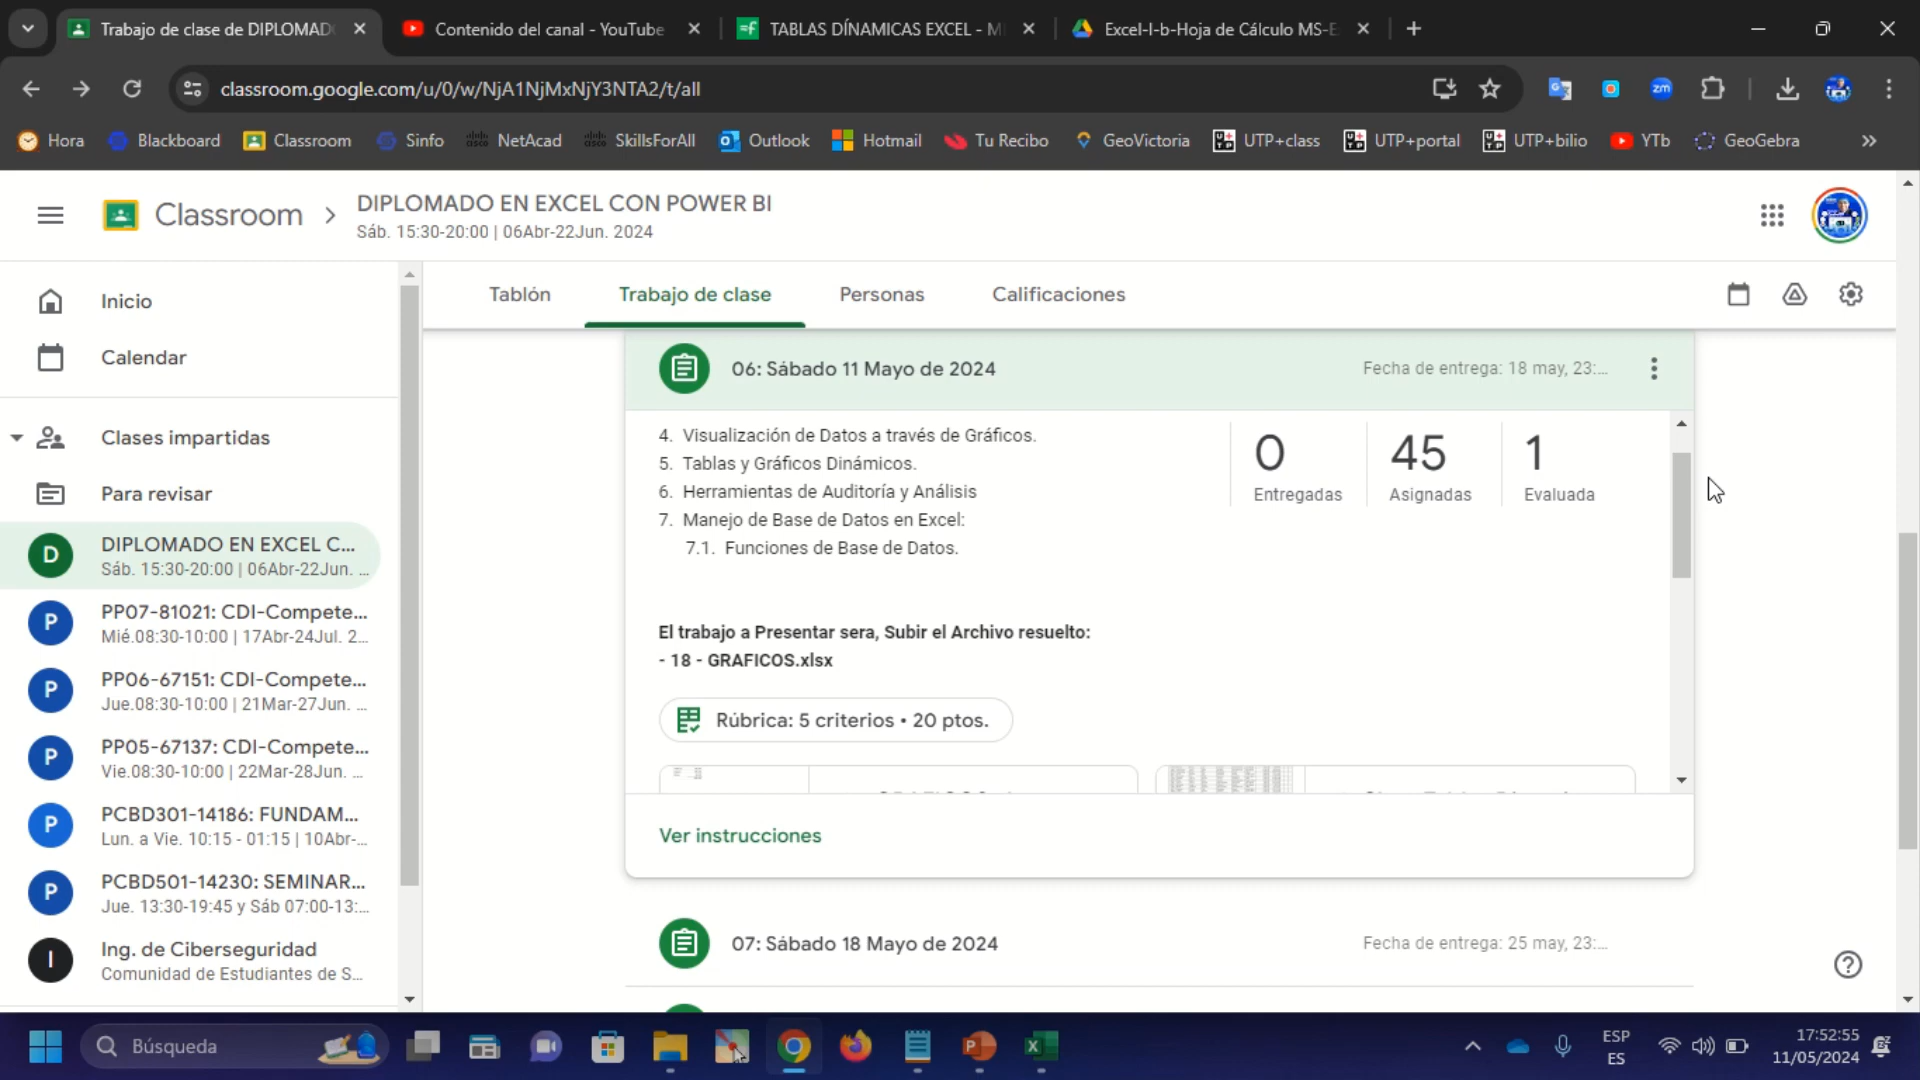 Trabajo de clase de DIPLOMAD
Contenido del canal - YouTube
TABLAS DÍNAMICAS EXCEL - M
Excel-I-b-Hoja de Cálculo MS-E
classroom.google.com/u/0/w/NjA1NjMxNjY3NTA2/t/all
Hora
Blackboard
Classroom
Sinfo
NetAcad
SkillsForAll
Outlook
Hotmail
Tu Recibo
GeoVictoria
UTP+class
UTP+portal
UTP+bilio
YTb
GeoGebra
Classroom
DIPLOMADO EN EXCEL CON POWER BI
Sáb. 15:30-20:00 | 06Abr-22Jun. 2024
Tablón
Trabajo de clase
Personas
Calificaciones
Inicio
Calendar
Clases impartidas
Para revisar
D
DIPLOMADO EN EXCEL C...
Sáb. 15:30-20:00 | 06Abr-22Jun. ...
P
PP07-81021: CDI-Compete...
Mié.08:30-10:00 | 17Abr-24Jul. 2...
P
PP06-67151: CDI-Compete...
Jue.08:30-10:00 | 21Mar-27Jun. ...
P
PP05-67137: CDI-Compete...
Vie.08:30-10:00 | 22Mar-28Jun. ...
P
PCBD301-14186: FUNDAM...
Lun. a Vie. 10:15 - 01:15 | 10Abr-...
P
PCBD501-14230: SEMINAR...
Jue. 13:30-19:45 y Sáb 07:00-13:...
I
Ing. de Ciberseguridad
Comunidad de Estudiantes de S...
06: Sábado 11 Mayo de 2024
Fecha de entrega: 18 may, 23:...
4. Visualización de Datos a través de Gráficos.
5. Tablas y Gráficos Dinámicos.
6. Herramientas de Auditoría y Análisis
7. Manejo de Base de Datos en Excel:
7.1. Funciones de Base de Datos.
0
Entregadas
45
Asignadas
1
Evaluada
El trabajo a Presentar sera, Subir el Archivo resuelto:
- 18 - GRAFICOS.xlsx
Rúbrica: 5 criterios • 20 ptos.
Ver instrucciones
07: Sábado 18 Mayo de 2024
Fecha de entrega: 25 may, 23:...
Búsqueda
ESP
ES
17:52:55
11/05/2024